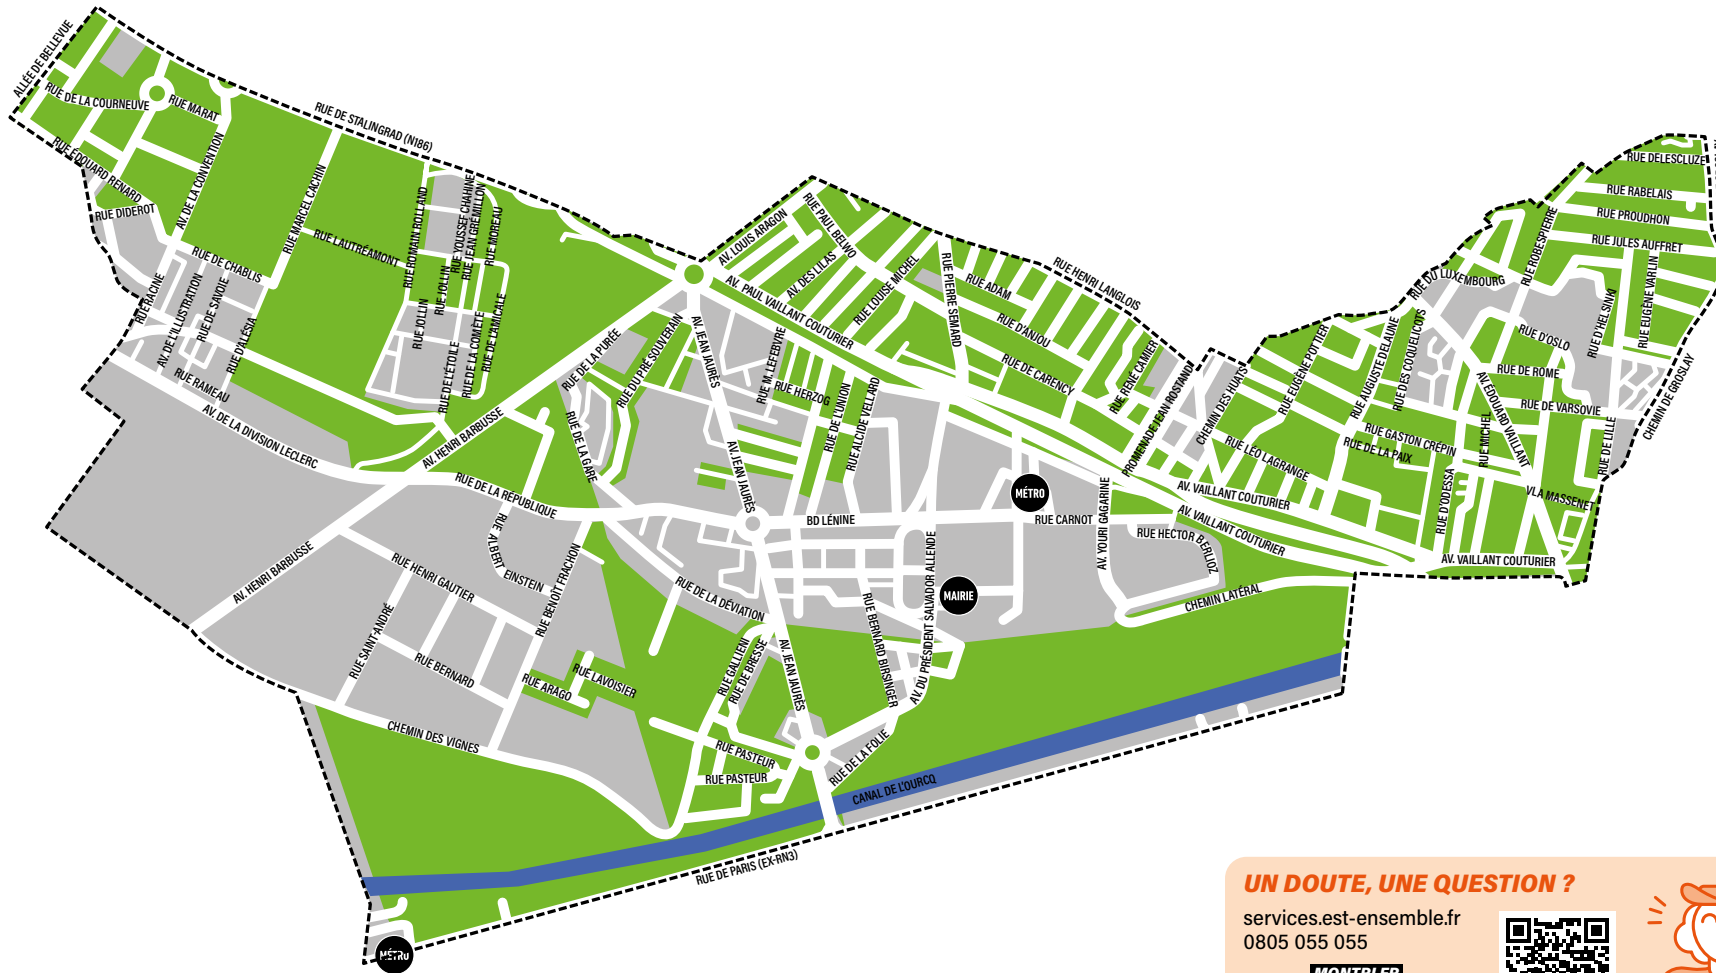 ALLÉE DE BELLEVUE
RUE DE LA COURNEUVE
RUE MARAT
RUE DE STALINGRAD (N186)
RUE ÉDOUARD RENARD
AV. DE LA CONVENTION
RUE DIDEROT
RUE MARCEL CACHIN
RUE DE CHABLIS
RUE LAUTRÉAMONT
RUE ROMAIN ROLLAND
RUE YOUSSEF CHAHINE
RUE JEAN GRÉMILLON
RUE MOREAU
RUE JOLLIN
RUE JOLLIN
RUE RACINE
AV. DE L'ILLUSTRATION
RUE DE SAVOIE
RUE D'ALÉSIA
RUE RAMEAU
AV. DE LA DIVISION LECLERC
RUE DE L'ÉTOILE
RUE DE LA COMÈTE
RUE DE L'AMICALE
AV. HENRI BARBUSSE
RUE DE LA PURÉE
RUE DU PRÉ SOUVERAIN
RUE DE LA GARE
AV. JEAN JAURÈS
AV. LOUIS ARAGON
RUE PAUL BELWO
AV. DES LILAS
RUE LOUISE MICHEL
AV. PAUL VAILLANT COUTURIER
RUE PIERRE SEMARD
RUE ADAM
RUE HENRI LANGLOIS
RUE D'ANJOU
RUE DE CARENCY
RUE RENÉ CAMIER
RUE M. LEFEBVRE
RUE HERZOG
RUE DE L'UNION
RUE ALCIDE VELLARD
AV. JEAN JAURÈS
PROMENADE JEAN ROSTAND
CHEMIN DES HUATS
RUE EUGÈNE POTTIER
RUE AUGUSTE DELAUNE
RUE DES COQUELICOTS
RUE DU LUXEMBOURG
RUE ROBESPIERRE
RUE DELESCLUZE
RUE RABELAIS
RUE PROUDHON
RUE JULES AUFFRET
RUE EUGÈNE VARLIN
RUE D'HELSINKI
RUE D'OSLO
RUE DE ROME
RUE DE VARSOVIE
AV. ÉDOUARD VAILLANT
CHEMIN DE GROSLAY
RUE DE LILLE
RUE MICHEL
RUE GASTON CRÉPIN
RUE DE LA PAIX
RUE LÉO LAGRANGE
RUE D'ODESSA
VLA MASSENET
AV. VAILLANT COUTURIER
AV. VAILLANT COUTURIER
AV. VAILLANT COUTURIER
RUE DE LA RÉPUBLIQUE
BD LÉNINE
MÉTRO
RUE CARNOT
AV. YOURI GAGARINE
RUE HECTOR BERLIOZ
CHEMIN LATÉRAL
RUE ALBERT EINSTEIN
RUE BENOÎT FRACHON
RUE HENRI GAUTIER
AV. HENRI BARBUSSE
RUE SAINT-ANDRÉ
RUE BERNARD
RUE ARAGO
RUE LAVOISIER
CHEMIN DES VIGNES
RUE DE LA DÉVIATION
RUE GALLIENI
RUE DE BRESSE
AV. JEAN JAURÈS
RUE BERNARD BIRSINGER
AV. DU PRÉSIDENT SALVADOR ALLENDE
MAIRIE
RUE PASTEUR
RUE PASTEUR
RUE DE LA FOLIE
CANAL DE L'OURCQ
RUE DE PARIS (EX-RN3)
MÉTRO
UN DOUTE, UNE QUESTION ?
services.est-ensemble.fr
0805 055 055